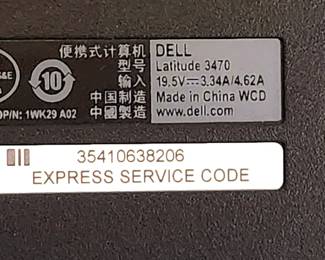 &E
10
便携式计算机 DELL
型号 Latitude 3470
输入 19.5V⎓3.34A/4.62A
中国制造 Made in China WCD
DP/N: 1WK29 A02 中國製造 www.dell.com
35410638206
EXPRESS SERVICE CODE